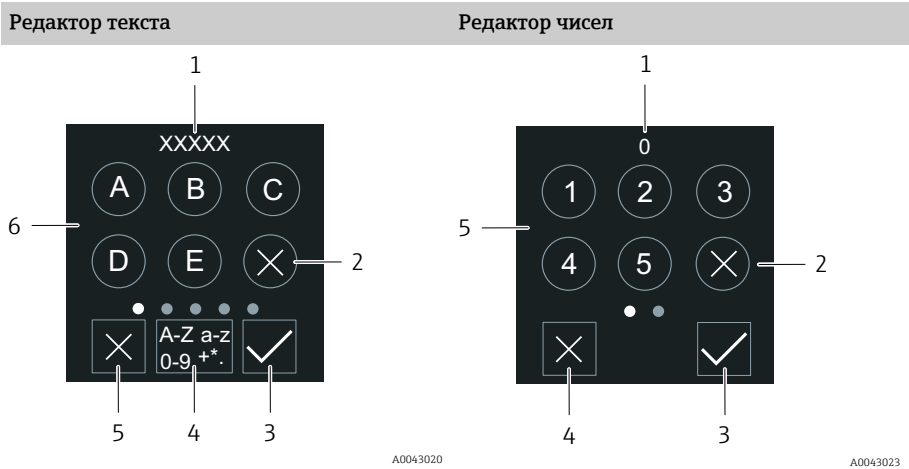 Редактор текста
Редактор чисел
1
XXXXX
A B C
6
D E
2
A-Z a-z
0-9 +*.
5 4 3
A0043020
1
0
1 2 3
5
4 5
2
4 3
A0043023